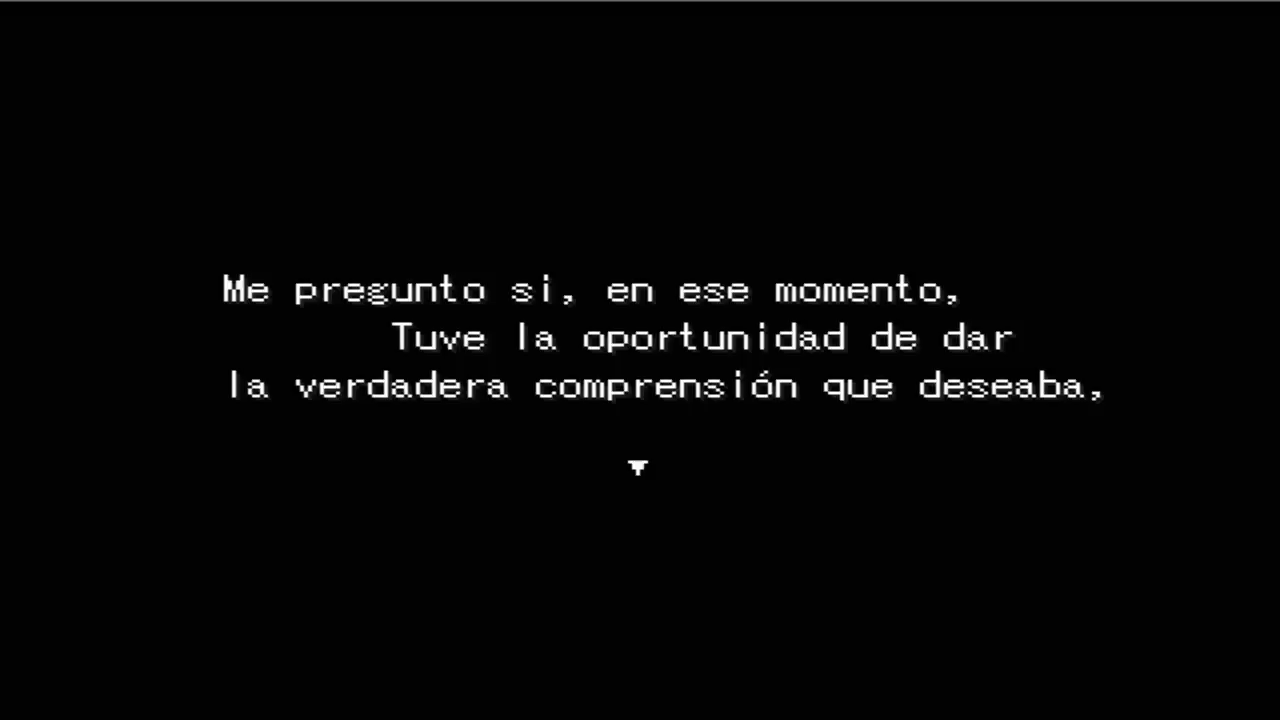 Me pregunto si, en ese momento,
Tuve la oportunidad de dar
la verdadera comprensión que deseaba,